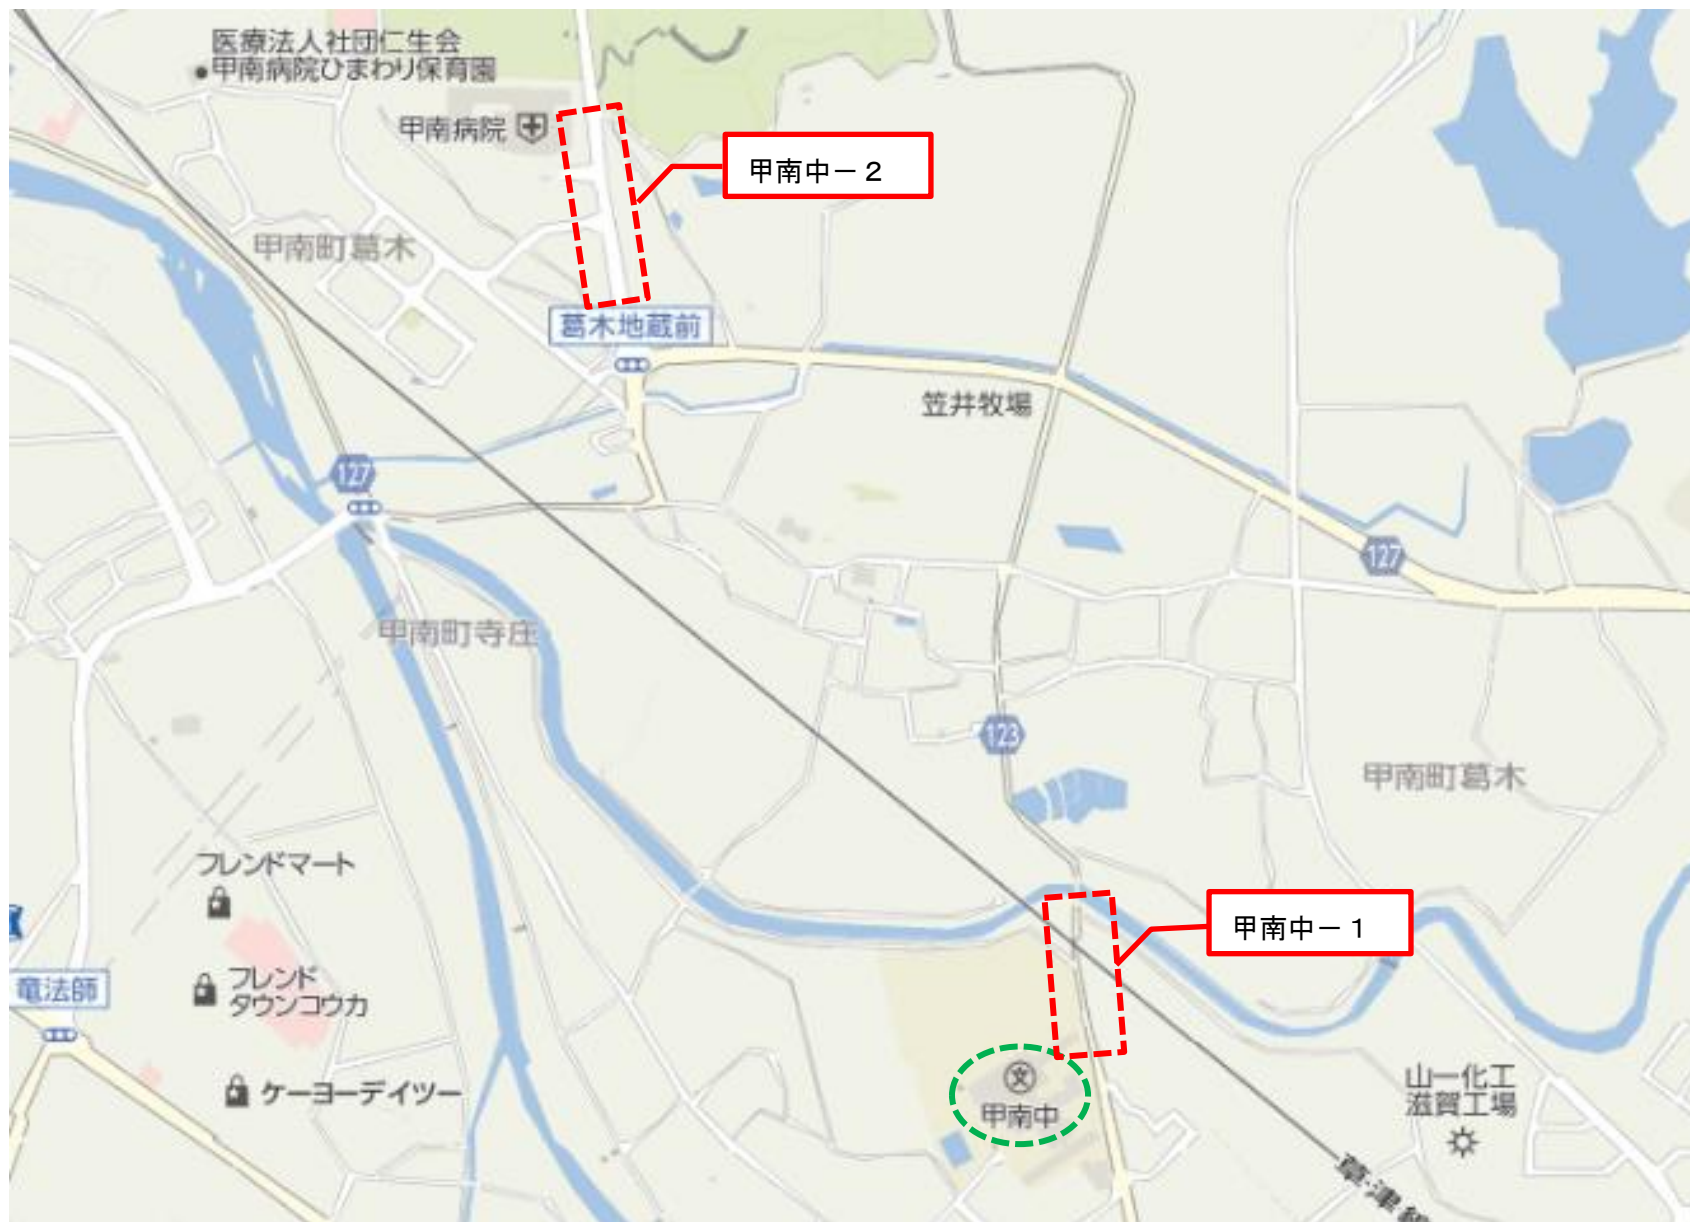 医療法人社団仁生会
甲南病院ひまわり保育園
甲南病院
甲南中－２
甲南町葛木
葛木地蔵前
笠井牧場
127
127
甲南町寺庄
123
甲南町葛木
フレンドマート
甲南中－１
竜法師
フレンド
タウンコウカ
ケーヨーデイツー
文
甲南中
山一化工
滋賀工場
草津線